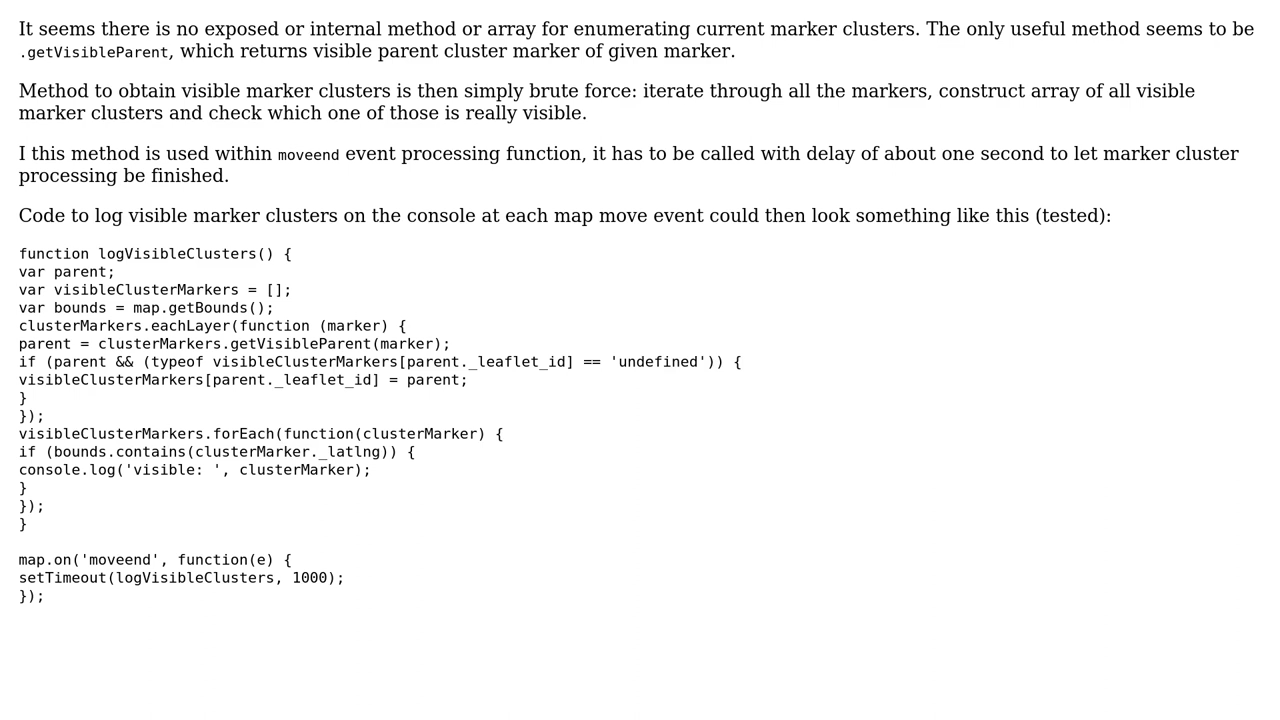 It seems there is no exposed or internal method or array for enumerating current marker clusters. The only useful method seems to be
.getVisibleParent, which returns visible parent cluster marker of given marker.
Method to obtain visible marker clusters is then simply brute force: iterate through all the markers, construct array of all visible
marker clusters and check which one of those is really visible.
I this method is used within moveend event processing function, it has to be called with delay of about one second to let marker cluster
processing be finished.
Code to log visible marker clusters on the console at each map move event could then look something like this (tested):
function logVisibleClusters() {
var parent;
var visibleClusterMarkers = [];
var bounds = map.getBounds();
clusterMarkers.eachLayer(function (marker) {
parent = clusterMarkers.getVisibleParent(marker);
if (parent && (typeof visibleClusterMarkers[parent._leaflet_id] == 'undefined')) {
visibleClusterMarkers[parent._leaflet_id] = parent;
}
});
visibleClusterMarkers.forEach(function(clusterMarker) {
if (bounds.contains(clusterMarker._latlng)) {
console.log('visible: ', clusterMarker);
}
});
}
map.on('moveend', function(e) {
setTimeout(logVisibleClusters, 1000);
});